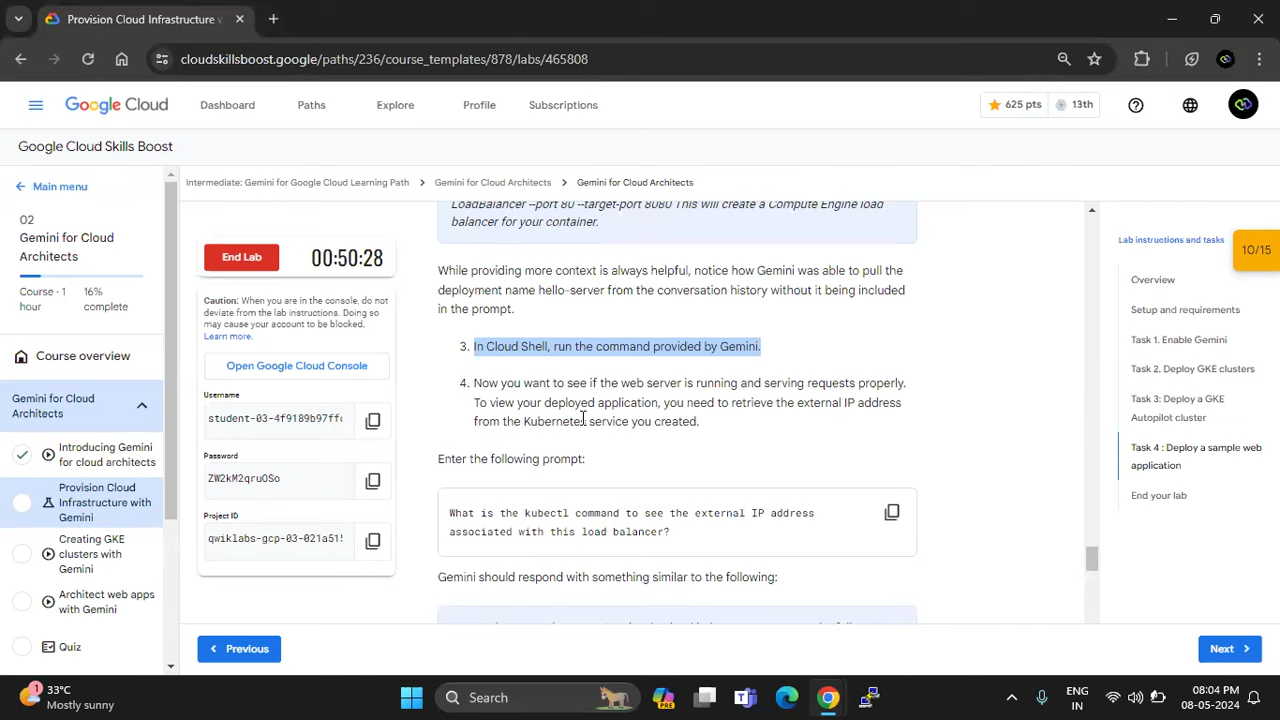 Provision Cloud Infrastructure v
cloudskillsboost.google/paths/236/course_templates/878/labs/465808
Google Cloud
Dashboard
Paths
Explore
Profile
Subscriptions
625 pts
13th
Google Cloud Skills Boost
Main menu
02
Gemini for Cloud
Architects
Course · 1
hour
16%
complete
Course overview
Gemini for Cloud
Architects
Introducing Gemini
for cloud architects
Provision Cloud
Infrastructure with
Gemini
Creating GKE
clusters with
Gemini
Architect web apps
with Gemini
Quiz
Intermediate: Gemini for Google Cloud Learning Path
Gemini for Cloud Architects
Gemini for Cloud Architects
End Lab
00:50:28
Caution: When you are in the console, do not
deviate from the lab instructions. Doing so
may cause your account to be blocked.
Learn more.
Open Google Cloud Console
Username
student-03-4f9189b97ffc
Password
ZW2kM2qruOSo
Project ID
qwiklabs-gcp-03-021a515
LoadBalancer --port 80 --target-port 8080 This will create a Compute Engine load
balancer for your container.
While providing more context is always helpful, notice how Gemini was able to pull the
deployment name hello-server from the conversation history without it being included
in the prompt.
3. In Cloud Shell, run the command provided by Gemini.
4. Now you want to see if the web server is running and serving requests properly.
To view your deployed application, you need to retrieve the external IP address
from the Kubernetes service you created.
Enter the following prompt:
What is the kubectl command to see the external IP address
associated with this load balancer?
Gemini should respond with something similar to the following:
Previous
Next
Lab instructions and tasks
10/15
Overview
Setup and requirements
Task 1. Enable Gemini
Task 2. Deploy GKE clusters
Task 3. Deploy a GKE
Autopilot cluster
Task 4 : Deploy a sample web
application
End your lab
33°C
Mostly sunny
Search
ENG
IN
08:04 PM
08-05-2024